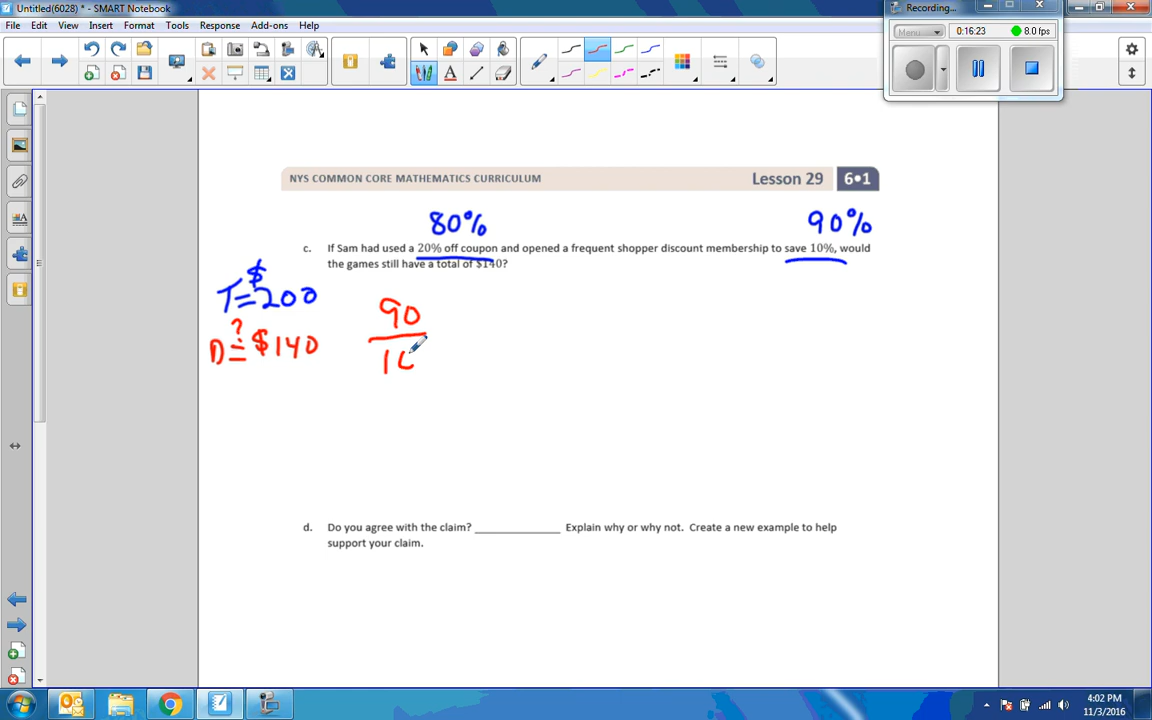 Untitled(6028) * - SMART Notebook
Recording...
File Edit View Insert Format Tools Response Add-ons Help
Menu
0:16:23
8.0 fps
NYS COMMON CORE MATHEMATICS CURRICULUM
Lesson 29
6•1
80%
90%
c. If Sam had used a 20% off coupon and opened a frequent shopper discount membership to save 10%, would
the games still have a total of $140?
$
T=200
?
D = $140
90
10
d. Do you agree with the claim? ____________ Explain why or why not. Create a new example to help
support your claim.
4:02 PM
11/3/2016